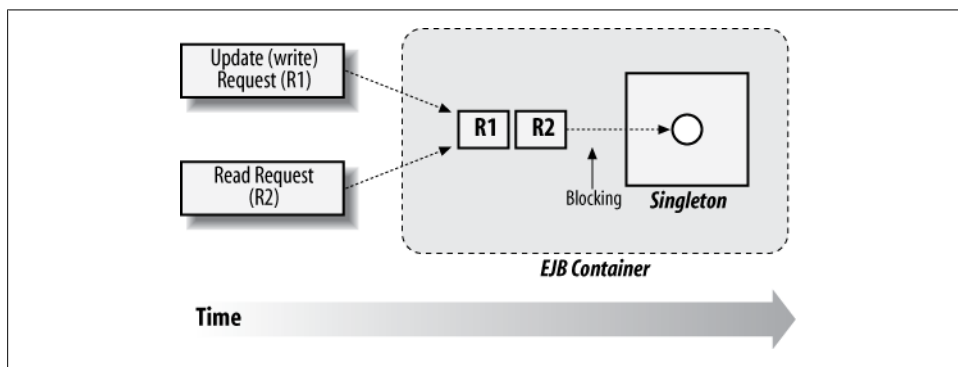 Update (write)
Request (R1)
R1
R2
Read Request
(R2)
Blocking
Singleton
EJB Container
Time